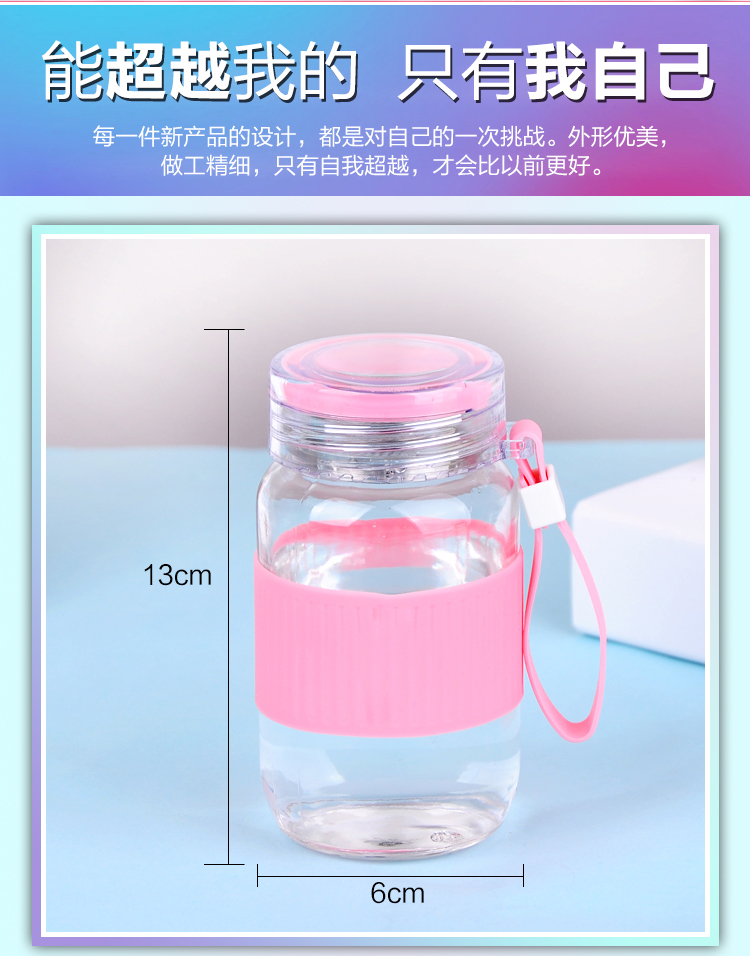 能超越我的 只有我自己
每一件新产品的设计，都是对自己的一次挑战。外形优美，
做工精细，只有自我超越，才会比以前更好。
13cm
6cm